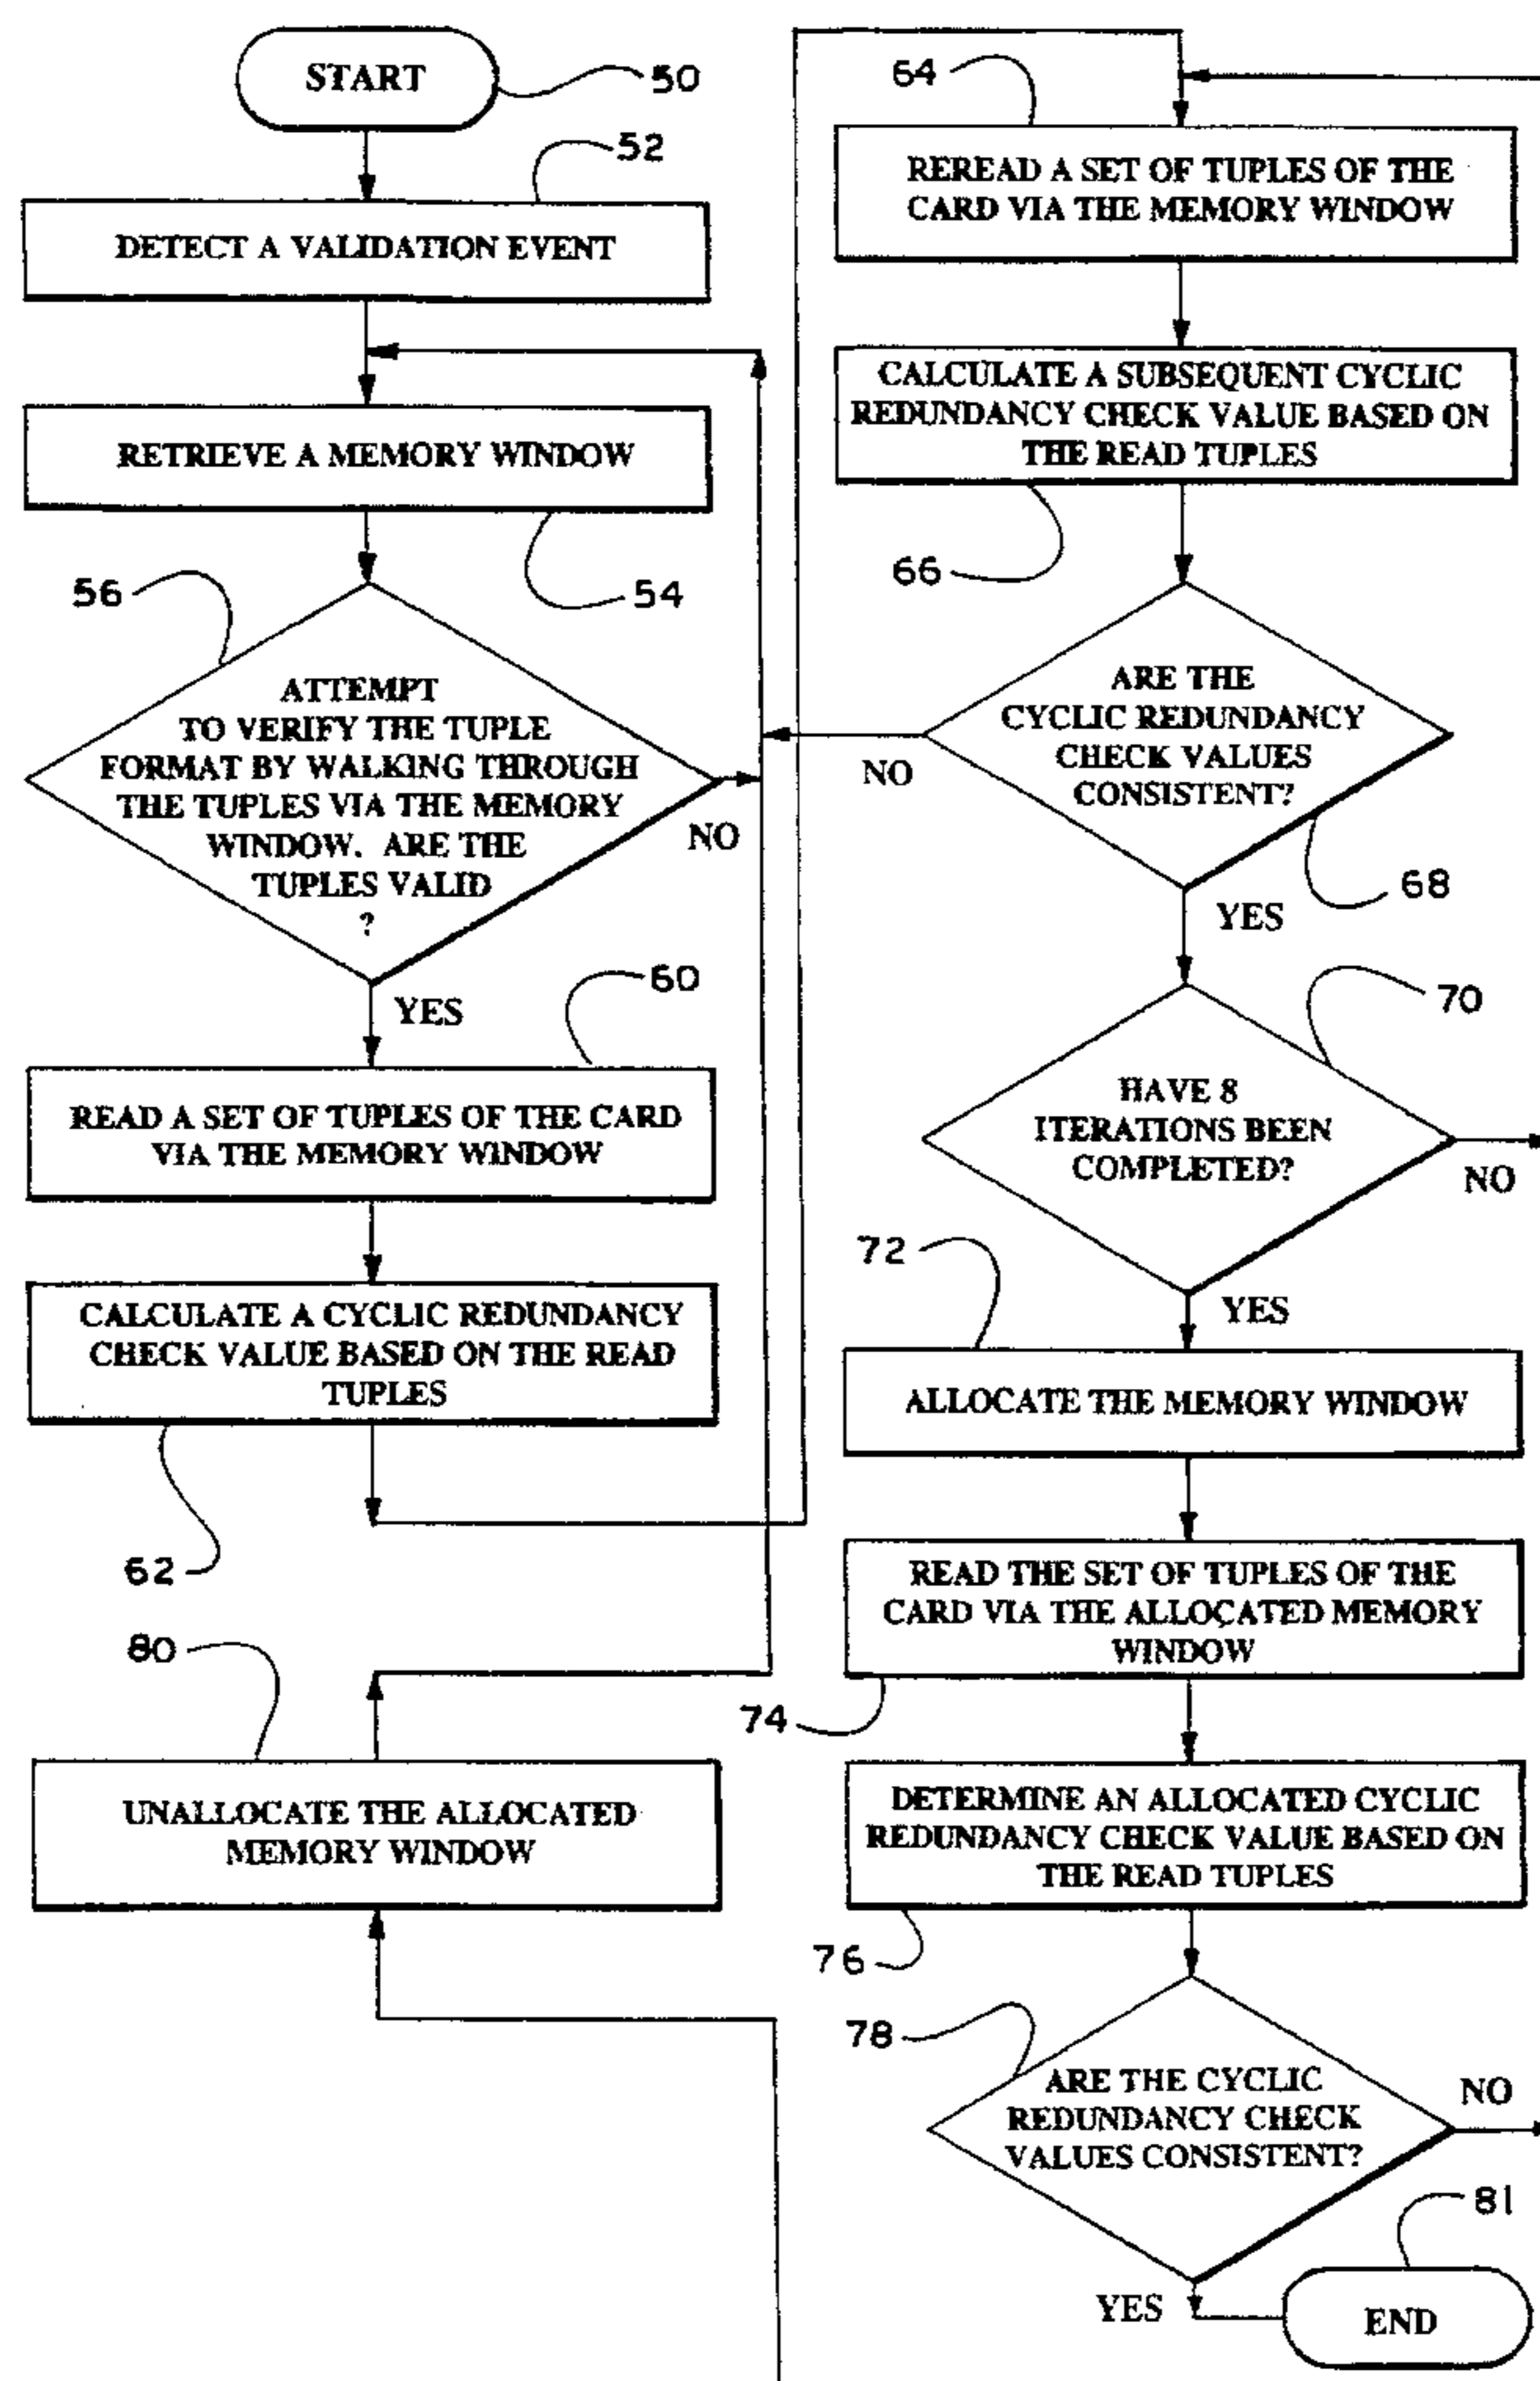 START
50
52
DETECT A VALIDATION EVENT
RETRIEVE A MEMORY WINDOW
54
56
ATTEMPT
TO VERIFY THE TUPLE
FORMAT BY WALKING THROUGH
THE TUPLES VIA THE MEMORY
WINDOW. ARE THE
TUPLES VALID
?
NO
YES
60
READ A SET OF TUPLES OF THE CARD
VIA THE MEMORY WINDOW
CALCULATE A CYCLIC REDUNDANCY
CHECK VALUE BASED ON THE READ
TUPLES
62
80
UNALLOCATE THE ALLOCATED
MEMORY WINDOW
64
REREAD A SET OF TUPLES OF THE
CARD VIA THE MEMORY WINDOW
CALCULATE A SUBSEQUENT CYCLIC
REDUNDANCY CHECK VALUE BASED ON
THE READ TUPLES
66
ARE THE
CYCLIC REDUNDANCY
CHECK VALUES
CONSISTENT?
NO
68
YES
70
HAVE 8
ITERATIONS BEEN
COMPLETED?
NO
72
YES
ALLOCATE THE MEMORY WINDOW
READ THE SET OF TUPLES OF THE
CARD VIA THE ALLOCATED MEMORY
WINDOW
74
DETERMINE AN ALLOCATED CYCLIC
REDUNDANCY CHECK VALUE BASED ON
THE READ TUPLES
76
78
ARE THE CYCLIC
REDUNDANCY CHECK
VALUES CONSISTENT?
NO
81
YES
END